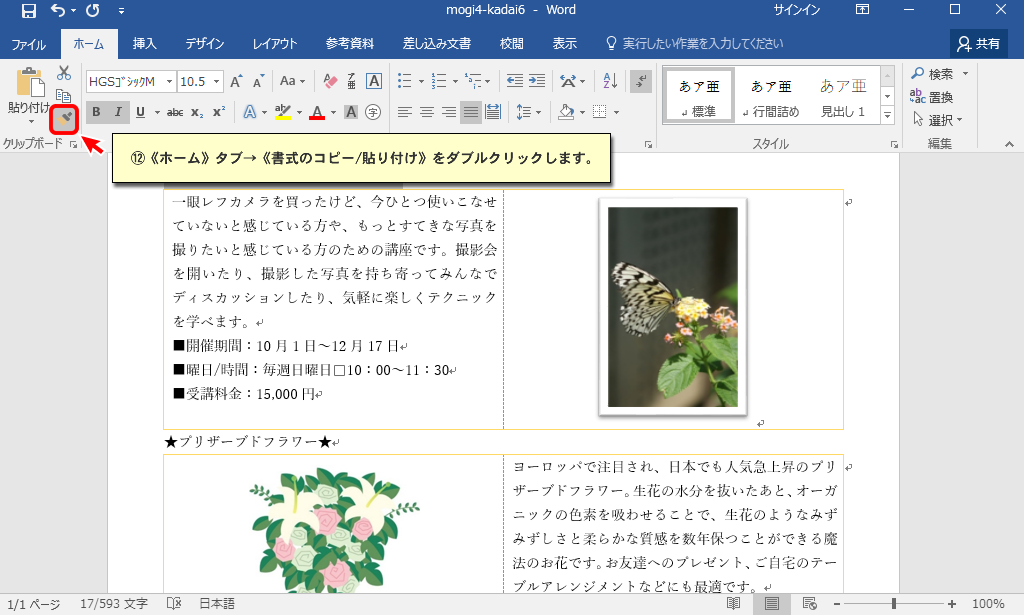 mogi4-kadai6 - Word
サインイン
ファイル ホーム 挿入 デザイン レイアウト 参考資料 差し込み文書 校閲 表示 実行したい作業を入力してください 共有
貼り付け
クリップボード
HGSｺﾞｼｯｸM 10.5
B I U abc x₂ x²
あア亜 あア亜 あア亜
↲標準 ↲行間詰め 見出し 1
スタイル
検索
置換
選択
編集
⑫《ホーム》タブ→《書式のコピー/貼り付け》をダブルクリックします。
一眼レフカメラを買ったけど、今ひとつ使いこなせ
ていないと感じている方や、もっとすてきな写真を
撮りたいと感じている方のための講座です。撮影会
を開いたり、撮影した写真を持ち寄ってみんなで
ディスカッションしたり、気軽に楽しくテクニック
を学べます。
■開催期間：10 月 1 日～12 月 17 日
■曜日/時間：毎週日曜日□10：00～11：30
■受講料金：15,000 円
★プリザーブドフラワー★
ヨーロッパで注目され、日本でも人気急上昇のプリ
ザーブドフラワー。生花の水分を抜いたあと、オーガ
ニックの色素を吸わせることで、生花のようなみず
みずしさと柔らかな質感を数年保つことができる魔
法のお花です。お友達へのプレゼント、ご自宅のテー
ブルアレンジメントなどにも最適です。
1/1 ページ 17/593 文字 日本語 100%